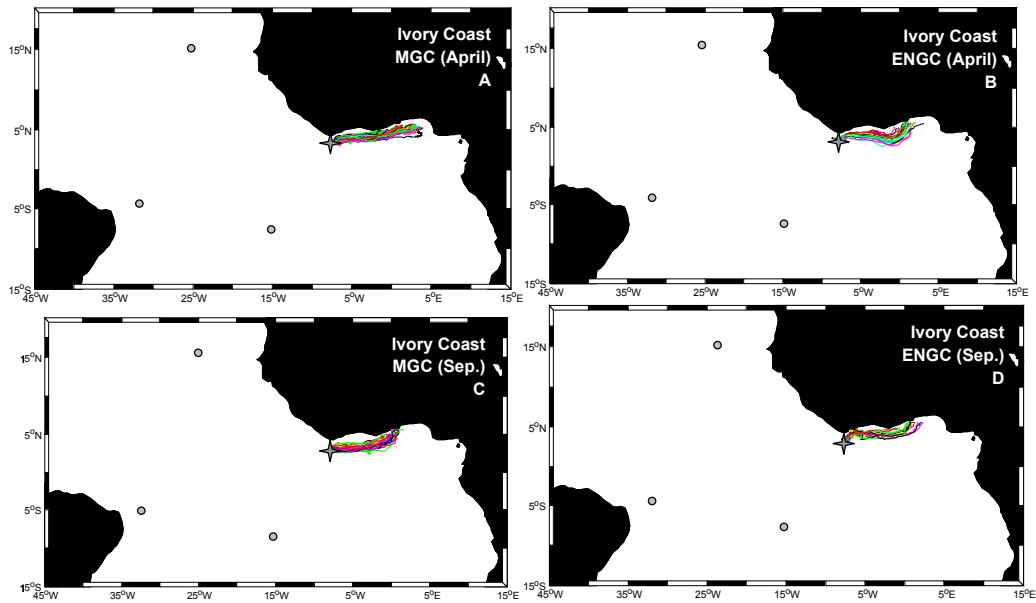 Ivory Coast
MGC (April)
A
15°N
5°N
5°S
15°S
45°W 35°W 25°W 15°W 5°W 5°E 15°E
Ivory Coast
ENGC (April)
B
15°N
5°N
5°S
15°S
45°W 35°W 25°W 15°W 5°W 5°E 15°E
Ivory Coast
MGC (Sep.)
C
15°N
5°N
5°S
15°S
45°W 35°W 25°W 15°W 5°W 5°E 15°E
Ivory Coast
ENGC (Sep.)
D
15°N
5°N
5°S
15°S
45°W 35°W 25°W 15°W 5°W 5°E 15°E